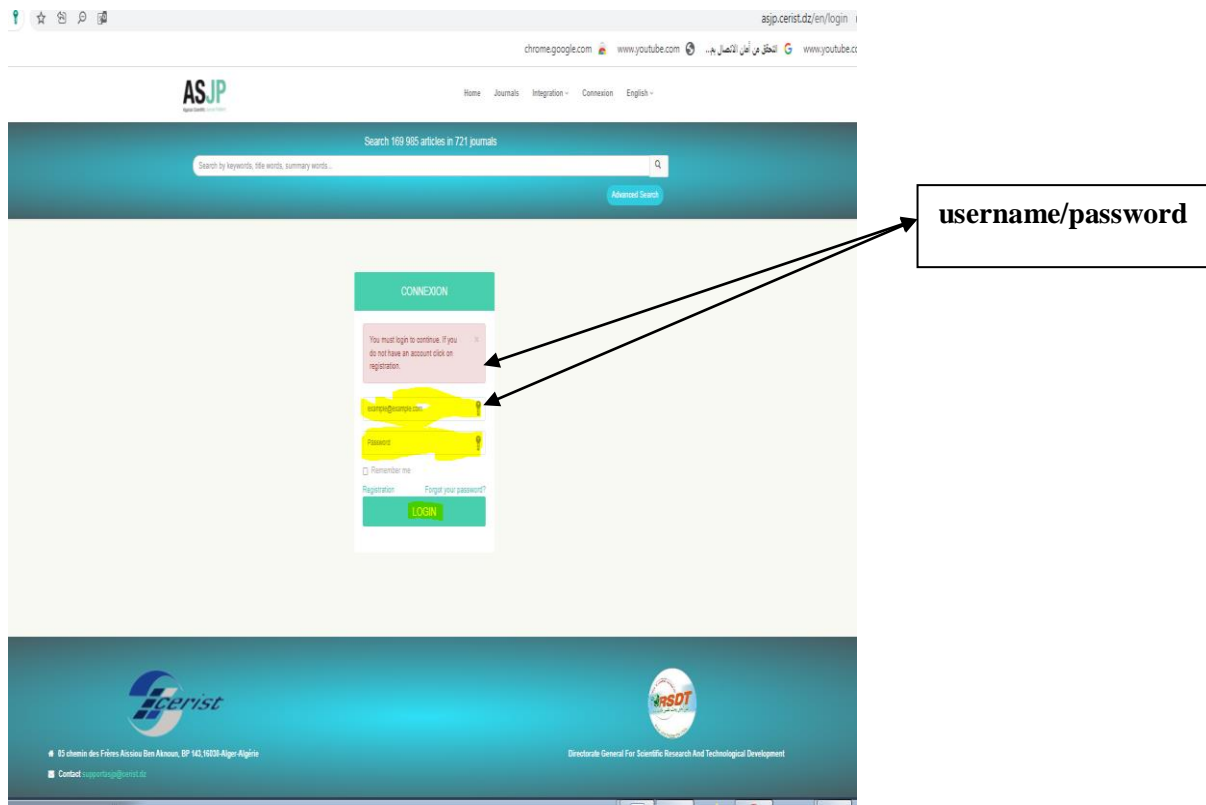 asjp.cerist.dz/en/login
chrome.google.com www.youtube.com التحقق من أمان الاتصال بم... www.youtube.cc
ASJP
Home Journals Integration Connexion English
Search 169 985 articles in 721 journals
Search by keywords, title words, summary words...
Advanced Search
username/password
CONNEXION
You must login to continue. If you
do not have an account click on
registration.
example@example.com
Password
Remember me
Registration Forgot your password?
LOGIN
cerist
RSDT
05 chemin des Frères Aissiou Ben Aknoun, BP 143,16030-Alger-Algérie
Directorate General For Scientific Research And Technological Development
Contact supportasjp@cerist.dz